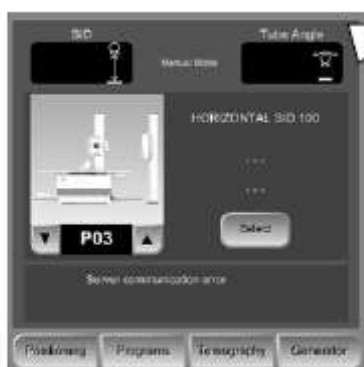 SID
Tube Angle
Manual Mode
HORIZONTAL SID 100
---
---
Select
P03
Server communication error
Positioning
Programs
Tomography
Generator